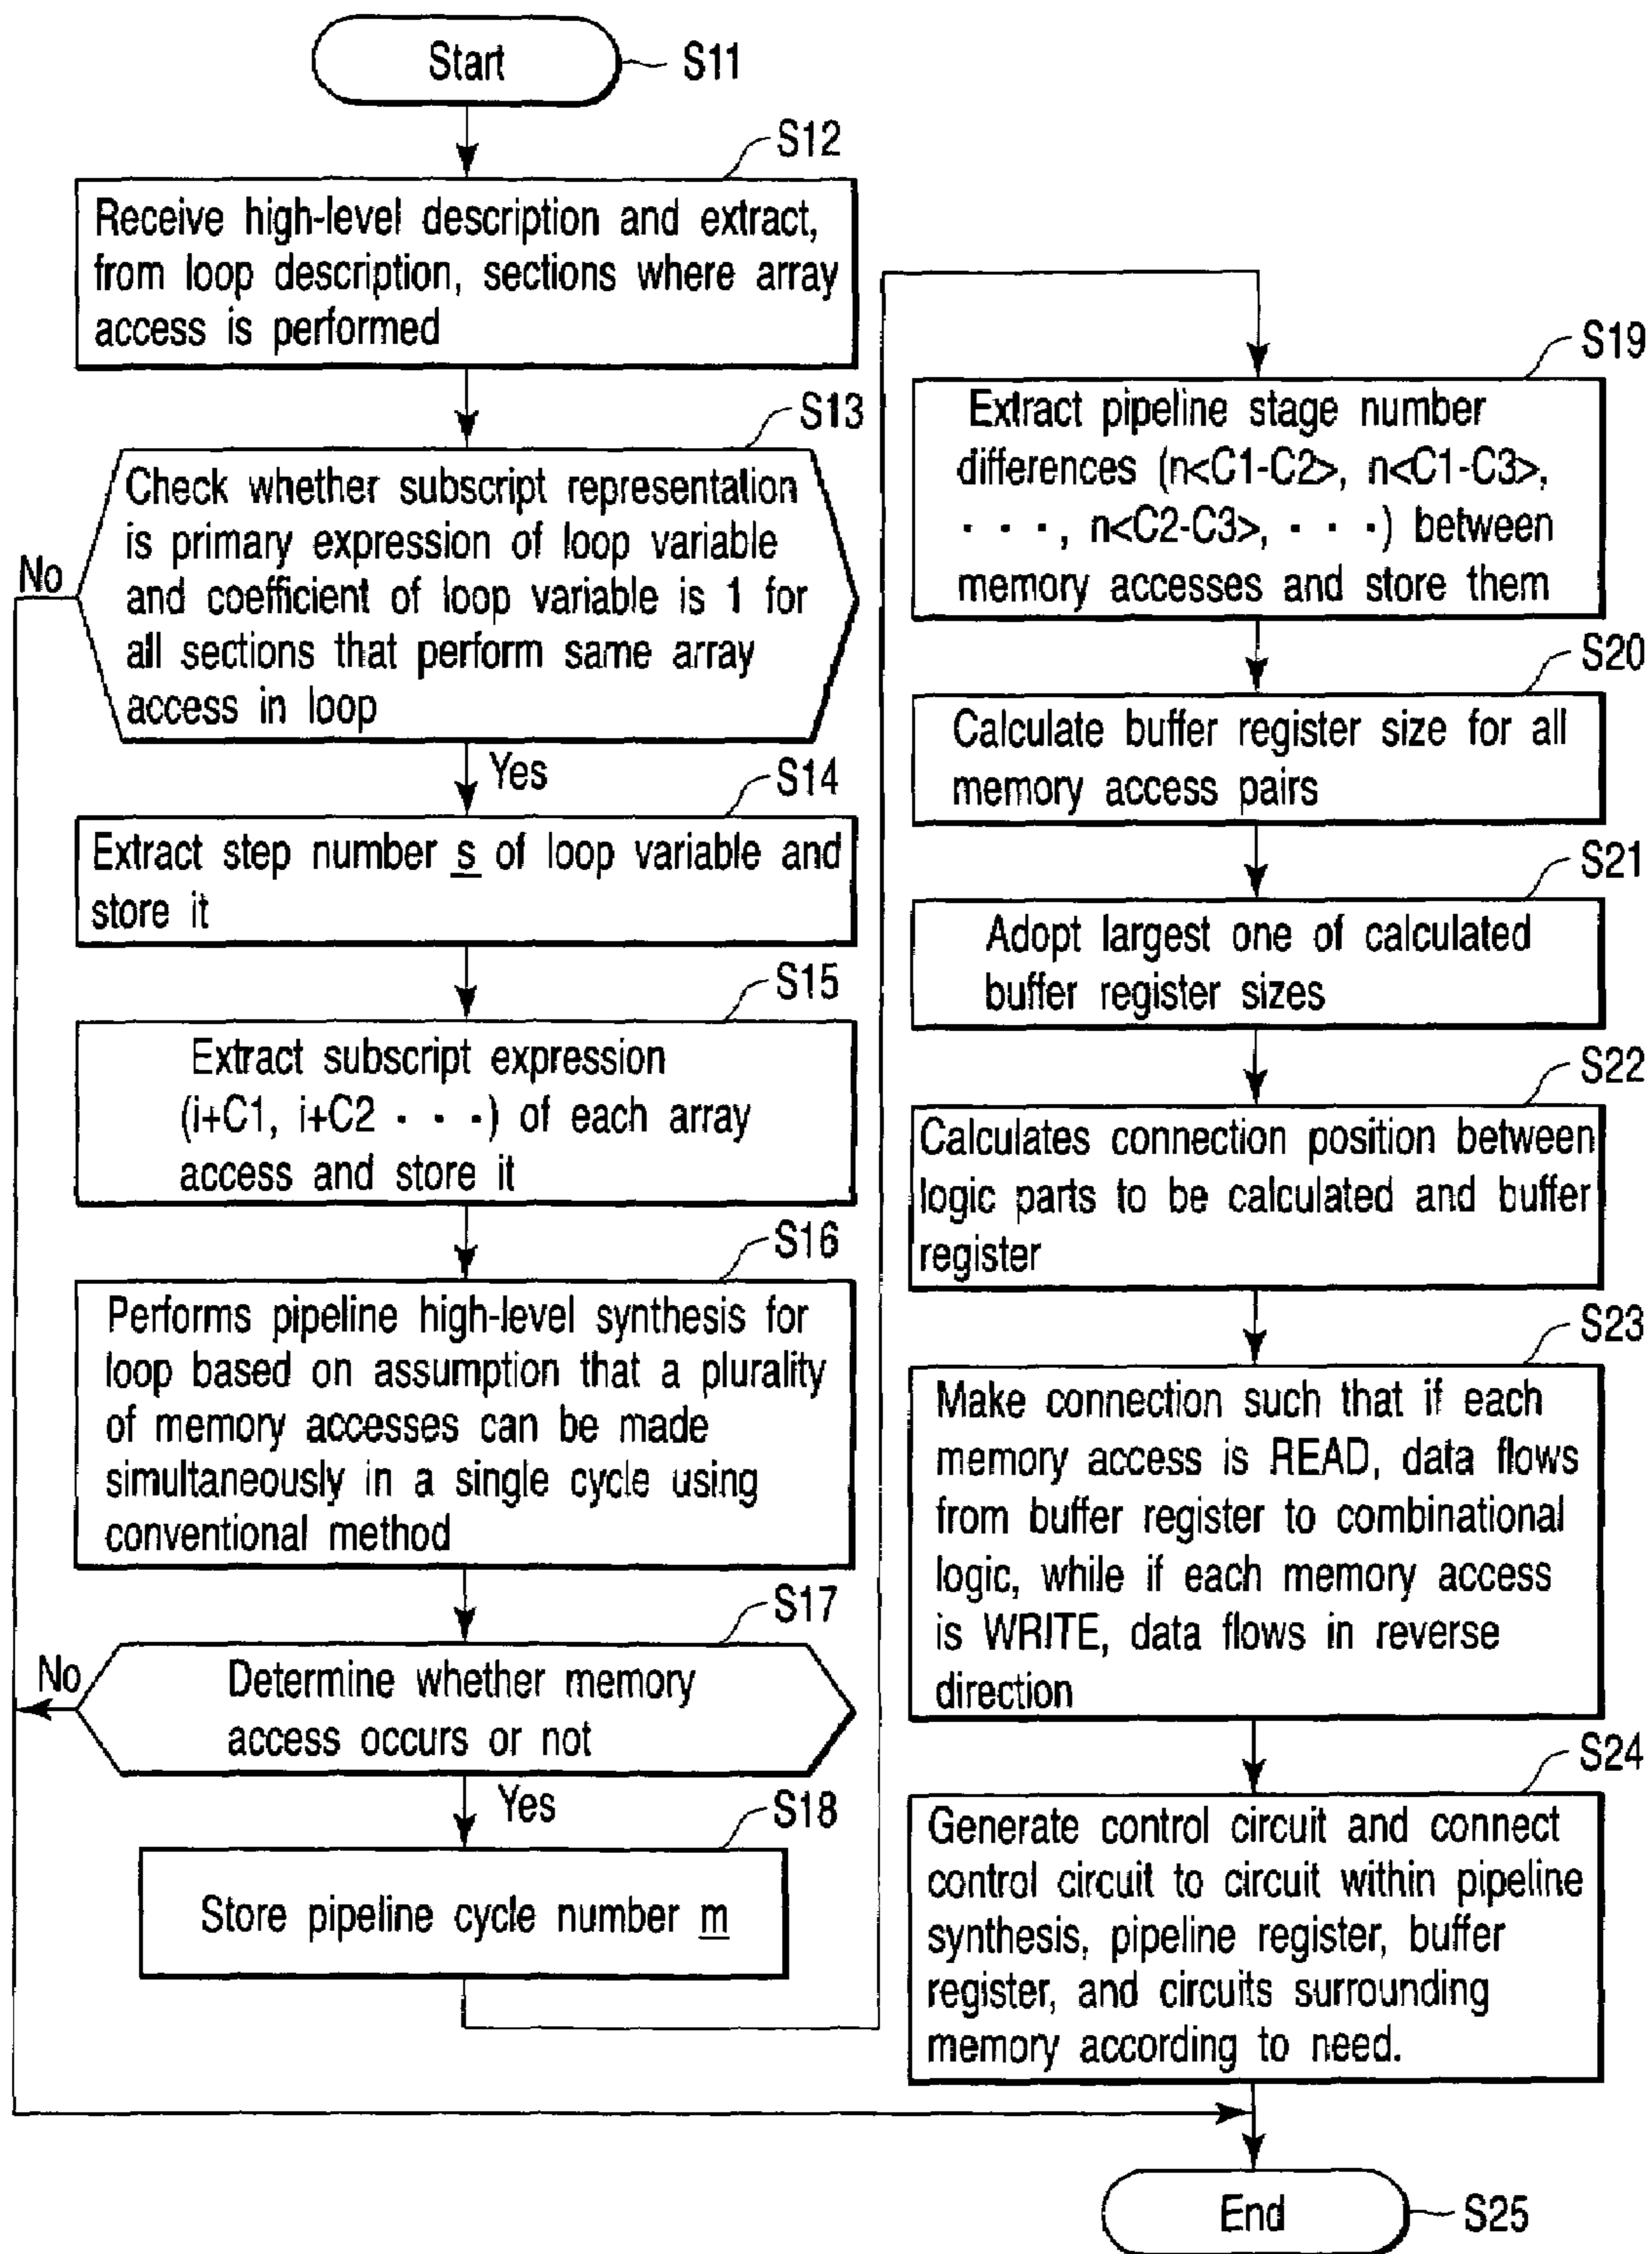 Start
S11
S12
Receive high-level description and extract,
from loop description, sections where array
access is performed
S13
Check whether subscript representation
is primary expression of loop variable
and coefficient of loop variable is 1 for
all sections that perform same array
access in loop
No
Yes
S14
Extract step number s of loop variable and
store it
S15
Extract subscript expression
(i+C1, i+C2 · · ·) of each array
access and store it
S16
Performs pipeline high-level synthesis for
loop based on assumption that a plurality
of memory accesses can be made
simultaneously in a single cycle using
conventional method
S17
No
Determine whether memory
access occurs or not
Yes
S18
Store pipeline cycle number m
S19
Extract pipeline stage number
differences (n<C1-C2>, n<C1-C3>,
· · ·, n<C2-C3>, · · ·) between
memory accesses and store them
S20
Calculate buffer register size for all
memory access pairs
S21
Adopt largest one of calculated
buffer register sizes
S22
Calculates connection position between
logic parts to be calculated and buffer
register
S23
Make connection such that if each
memory access is READ, data flows
from buffer register to combinational
logic, while if each memory access
is WRITE, data flows in reverse
direction
S24
Generate control circuit and connect
control circuit to circuit within pipeline
synthesis, pipeline register, buffer
register, and circuits surrounding
memory according to need.
End
S25